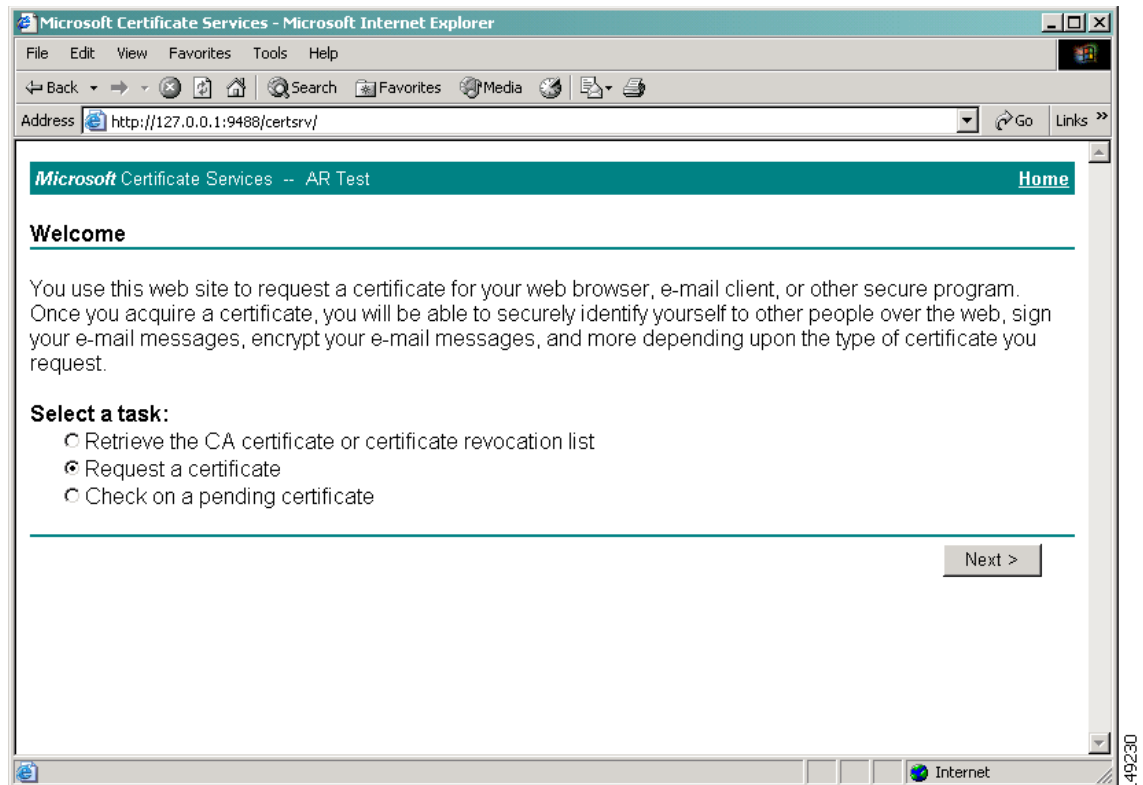 Microsoft Certificate Services - Microsoft Internet Explorer
File Edit View Favorites Tools Help
Back Search Favorites Media
Address http://127.0.0.1:9488/certsrv/ Go Links »
Microsoft Certificate Services -- AR Test Home
Welcome
You use this web site to request a certificate for your web browser, e-mail client, or other secure program.
Once you acquire a certificate, you will be able to securely identify yourself to other people over the web, sign
your e-mail messages, encrypt your e-mail messages, and more depending upon the type of certificate you
request.
Select a task:
Retrieve the CA certificate or certificate revocation list
Request a certificate
Check on a pending certificate
Next >
Internet
49230